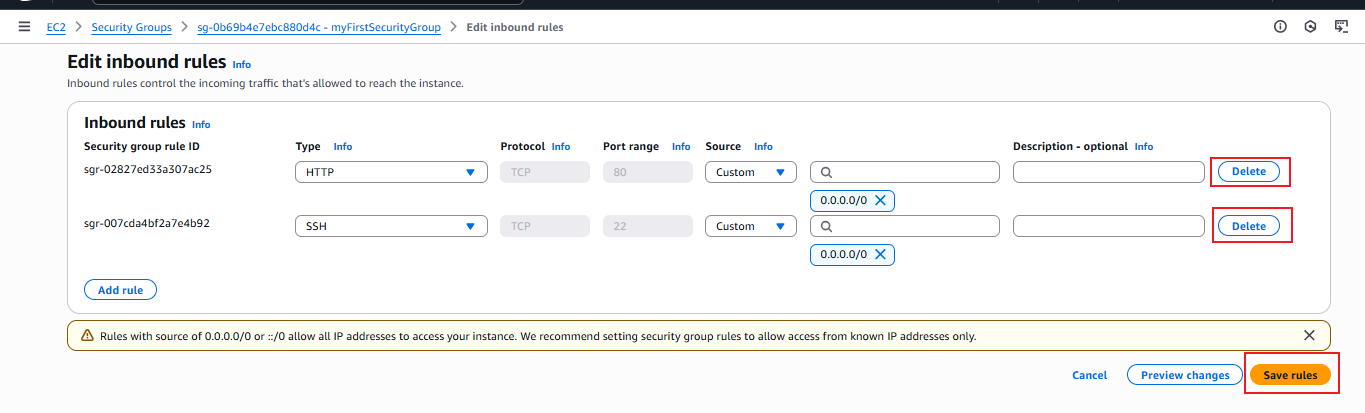 EC2 > Security Groups > sg-0b69b4e7ebc880d4c - myFirstSecurityGroup > Edit inbound rules
Edit inbound rules Info
Inbound rules control the incoming traffic that's allowed to reach the instance.
Inbound rules Info
Security group rule ID Type Info Protocol Info Port range Info Source Info Description - optional Info
sgr-02827ed33a307ac25 HTTP TCP 80 Custom Delete
0.0.0.0/0
sgr-007cda4bf2a7e4b92 SSH TCP 22 Custom Delete
0.0.0.0/0
Add rule
Rules with source of 0.0.0.0/0 or ::/0 allow all IP addresses to access your instance. We recommend setting security group rules to allow access from known IP addresses only.
Cancel Preview changes Save rules